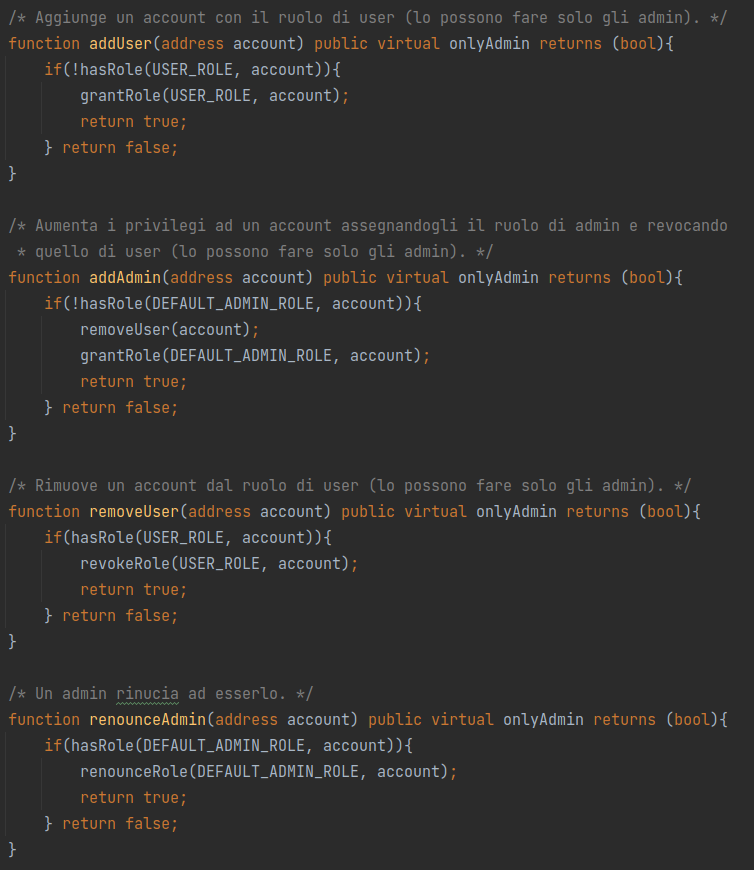 /* Aggiunge un account con il ruolo di user (lo possono fare solo gli admin). */
function addUser(address account) public virtual onlyAdmin returns (bool){
    if(!hasRole(USER_ROLE, account)){
        grantRole(USER_ROLE, account);
        return true;
    } return false;
}

/* Aumenta i privilegi ad un account assegnandogli il ruolo di admin e revocando
 * quello di user (lo possono fare solo gli admin). */
function addAdmin(address account) public virtual onlyAdmin returns (bool){
    if(!hasRole(DEFAULT_ADMIN_ROLE, account)){
        removeUser(account);
        grantRole(DEFAULT_ADMIN_ROLE, account);
        return true;
    } return false;
}

/* Rimuove un account dal ruolo di user (lo possono fare solo gli admin). */
function removeUser(address account) public virtual onlyAdmin returns (bool){
    if(hasRole(USER_ROLE, account)){
        revokeRole(USER_ROLE, account);
        return true;
    } return false;
}

/* Un admin rinucia ad esserlo. */
function renounceAdmin(address account) public virtual onlyAdmin returns (bool){
    if(hasRole(DEFAULT_ADMIN_ROLE, account)){
        renounceRole(DEFAULT_ADMIN_ROLE, account);
        return true;
    } return false;
}